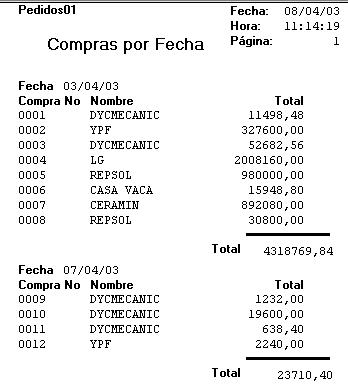 Pedidos01 Fecha: 08/04/03
Hora: 11:14:19
Compras por Fecha Página: 1
Fecha 03/04/03
Compra No Nombre Total
0001 DYCMECANIC 11498,48
0002 YPF 327600,00
0003 DYCMECANIC 52682,56
0004 LG 2008160,00
0005 REPSOL 980000,00
0006 CASA VACA 15948,80
0007 CERAMIN 892080,00
0008 REPSOL 30800,00
Total 4318769,84
Fecha 07/04/03
Compra No Nombre Total
0009 DYCMECANIC 1232,00
0010 DYCMECANIC 19600,00
0011 DYCMECANIC 638,40
0012 YPF 2240,00
Total 23710,40